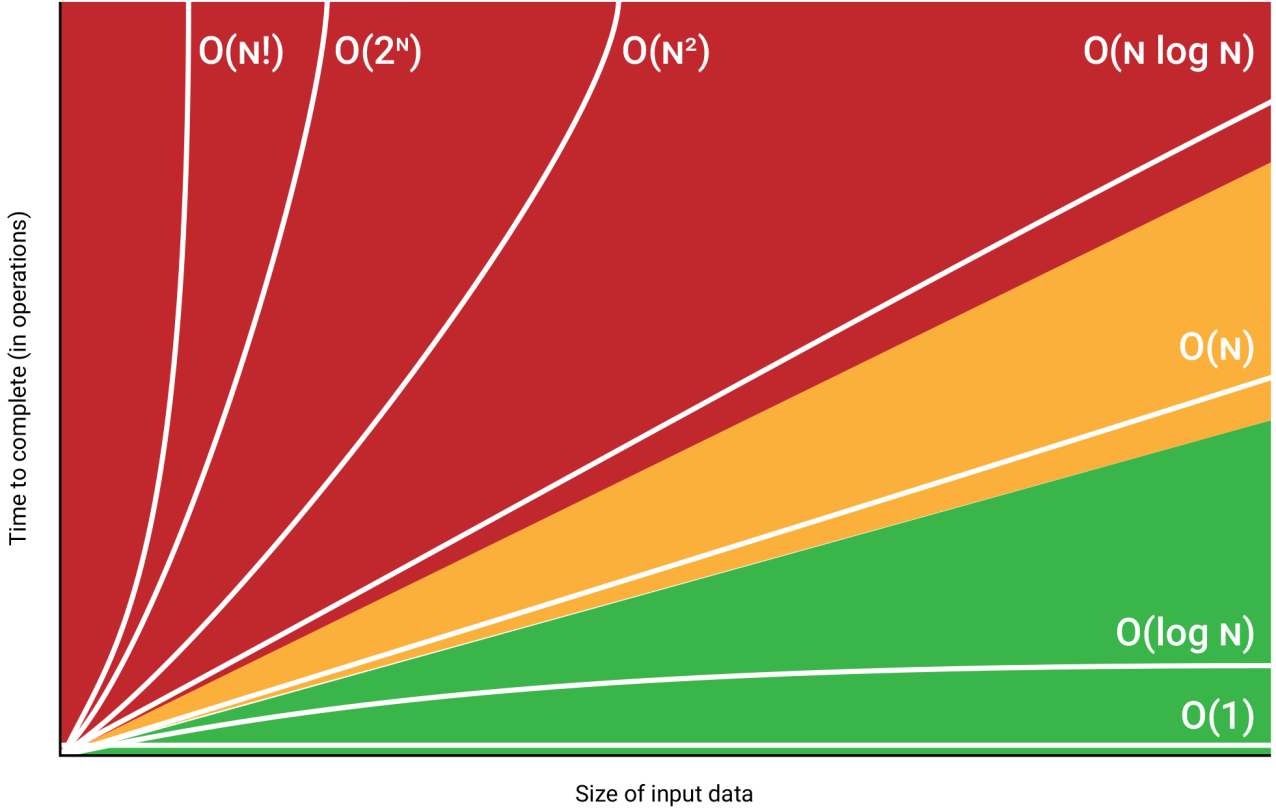 O(N!)
O(2ᴺ)
O(N²)
O(N log N)
O(N)
O(log N)
O(1)
Time to complete (in operations)
Size of input data